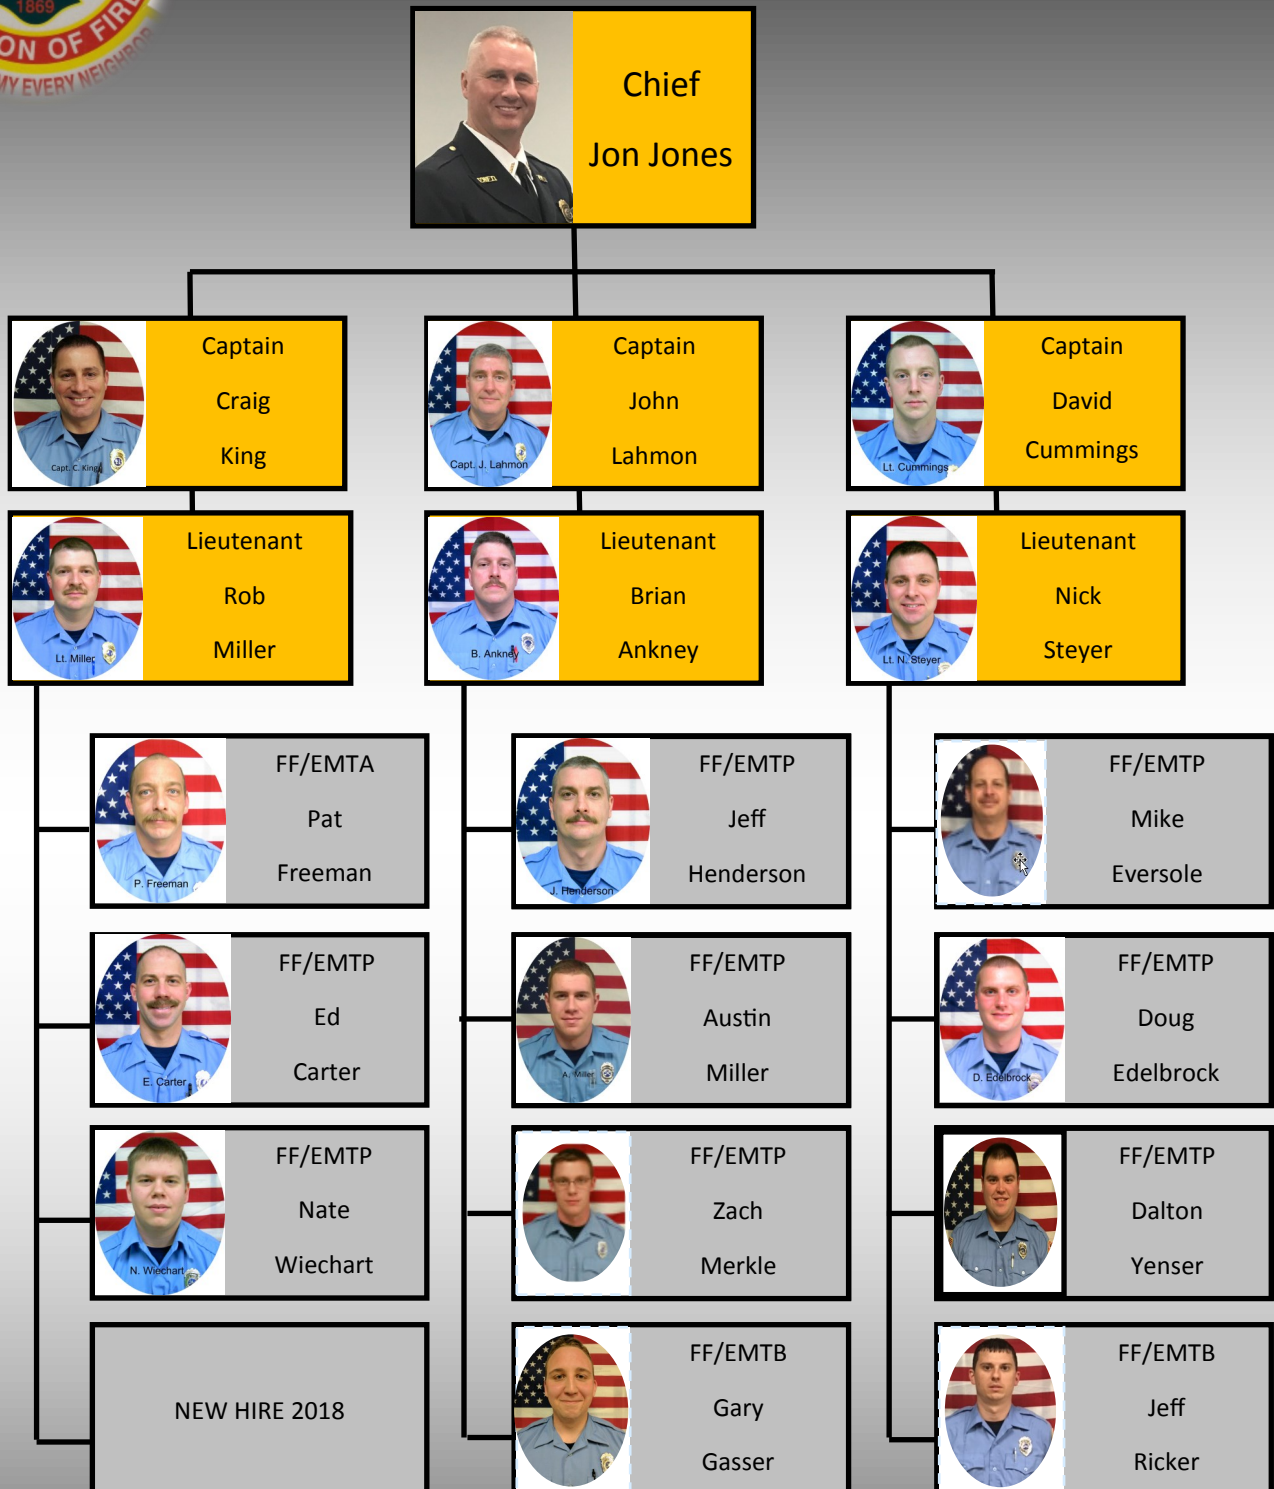 1869
ON OF FIRE
MY EVERY NEIGHBOR
Chief
Jon Jones
Captain
Craig
King
Capt. C. King
Captain
John
Lahmon
Capt. J. Lahmon
Captain
David
Cummings
Lt. Cummings
Lieutenant
Rob
Miller
Lt. Miller
Lieutenant
Brian
Ankney
B. Ankney
Lieutenant
Nick
Steyer
Lt. N. Steyer
FF/EMTA
Pat
Freeman
P. Freeman
FF/EMTP
Jeff
Henderson
J. Henderson
FF/EMTP
Mike
Eversole
FF/EMTP
Ed
Carter
E. Carter
FF/EMTP
Austin
Miller
A. Miller
FF/EMTP
Doug
Edelbrock
D. Edelbrock
FF/EMTP
Nate
Wiechart
N. Wiechart
FF/EMTP
Zach
Merkle
FF/EMTP
Dalton
Yenser
NEW HIRE 2018
FF/EMTB
Gary
Gasser
FF/EMTB
Jeff
Ricker